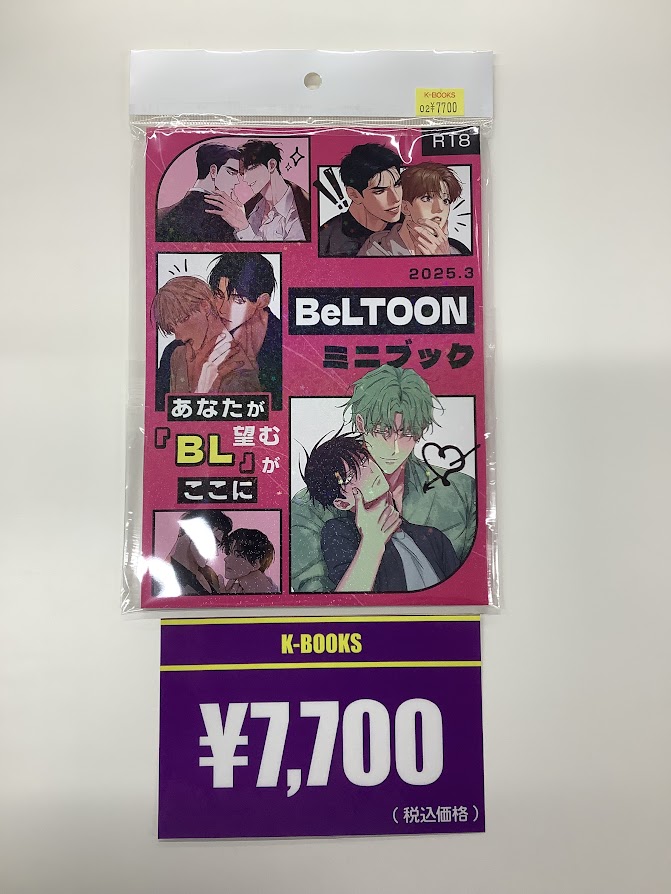 K-BOOKS
02¥7700
R18
2025.3
BeLTOON
ミニブック
あなたが
望む
『BL』が
ここに
K-BOOKS
¥7,700
(税込価格)